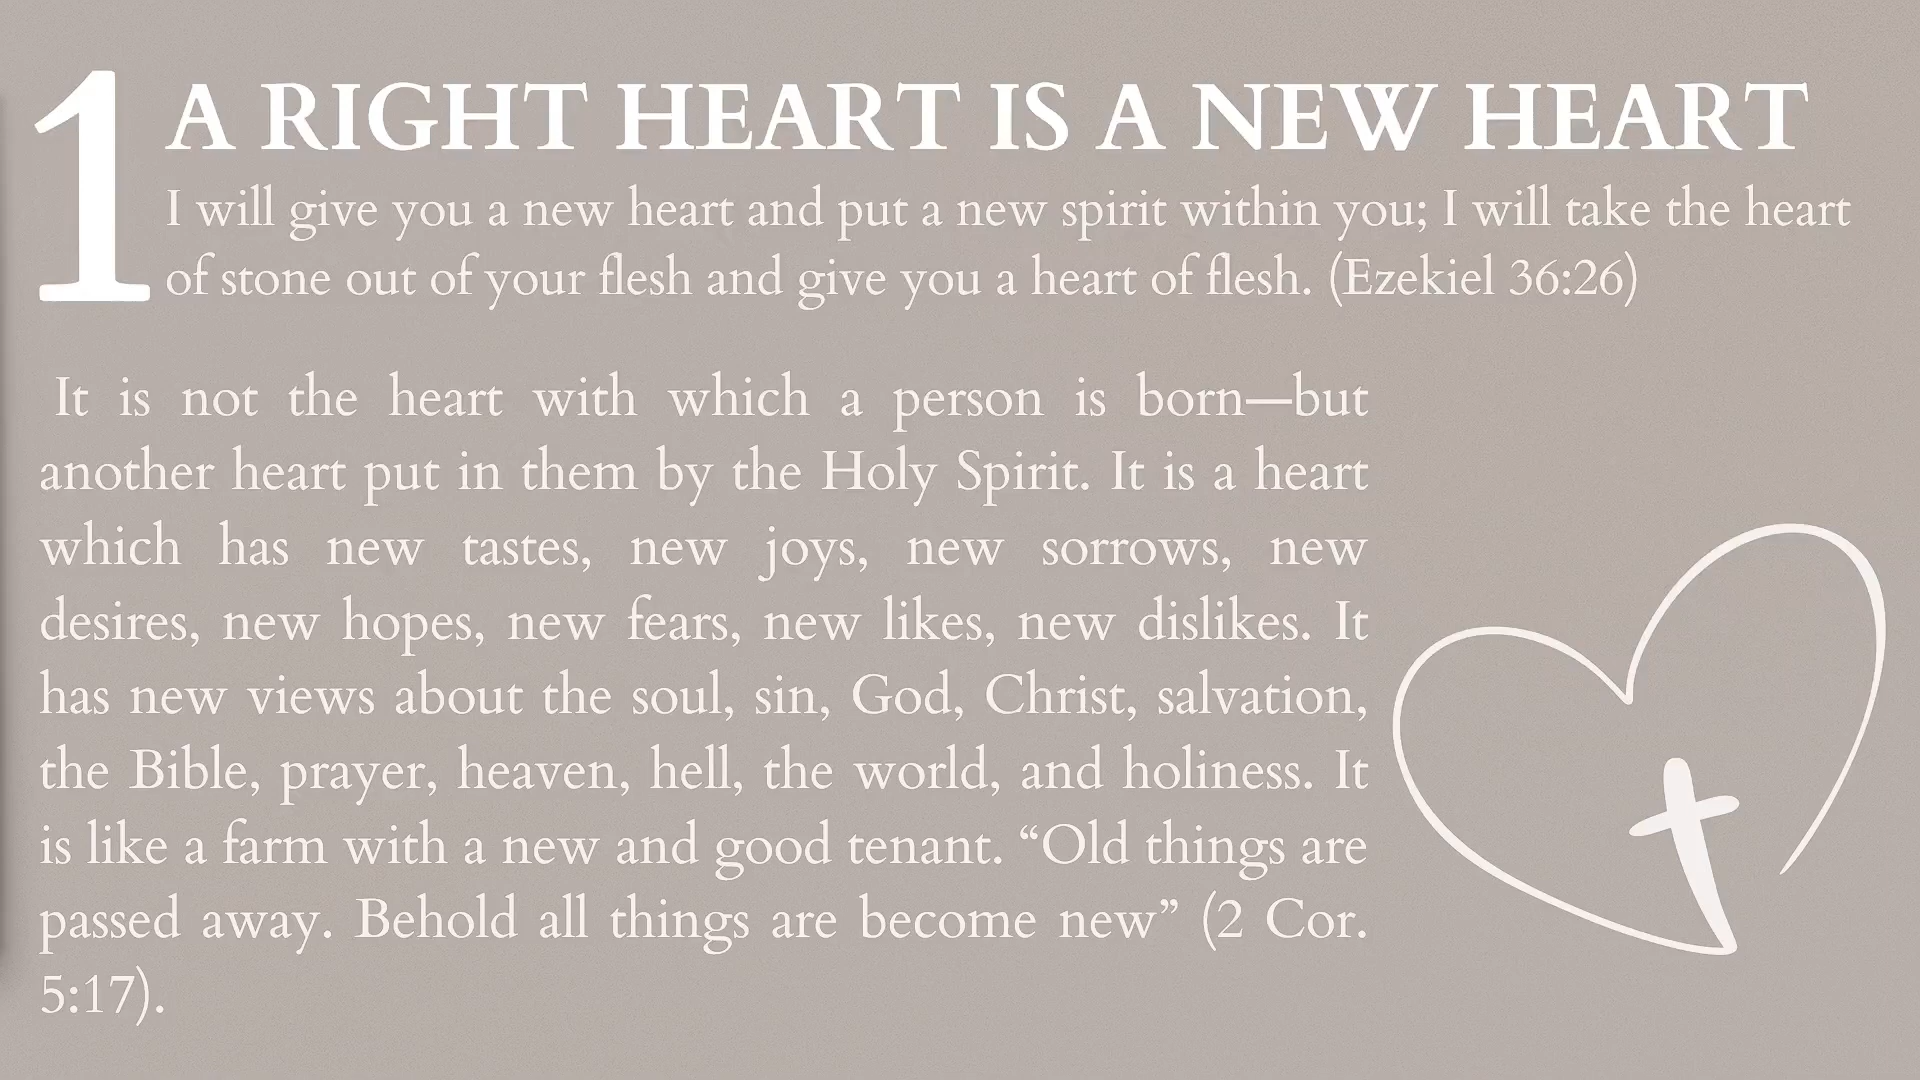 1
A RIGHT HEART IS A NEW HEART
I will give you a new heart and put a new spirit within you; I will take the heart
of stone out of your flesh and give you a heart of flesh. (Ezekiel 36:26)
It is not the heart with which a person is born—but
another heart put in them by the Holy Spirit. It is a heart
which has new tastes, new joys, new sorrows, new
desires, new hopes, new fears, new likes, new dislikes. It
has new views about the soul, sin, God, Christ, salvation,
the Bible, prayer, heaven, hell, the world, and holiness. It
is like a farm with a new and good tenant. “Old things are
passed away. Behold all things are become new” (2 Cor.
5:17).